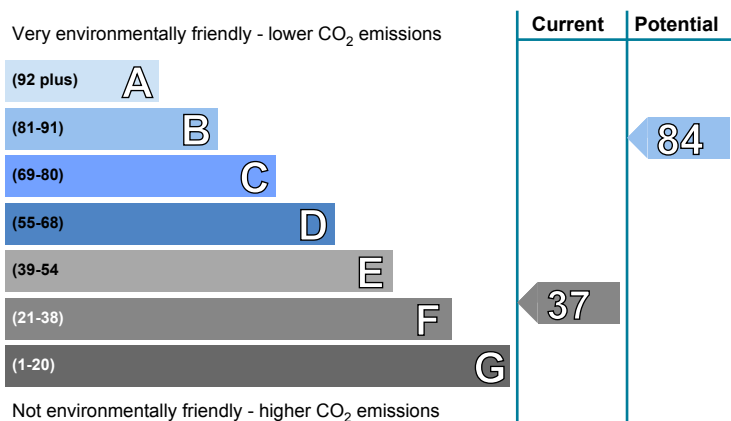 Very environmentally friendly - lower CO2 emissions
Current
Potential
(92 plus) A
(81-91) B
84
(69-80) C
(55-68) D
(39-54 E
37
(21-38) F
(1-20) G
Not environmentally friendly - higher CO2 emissions